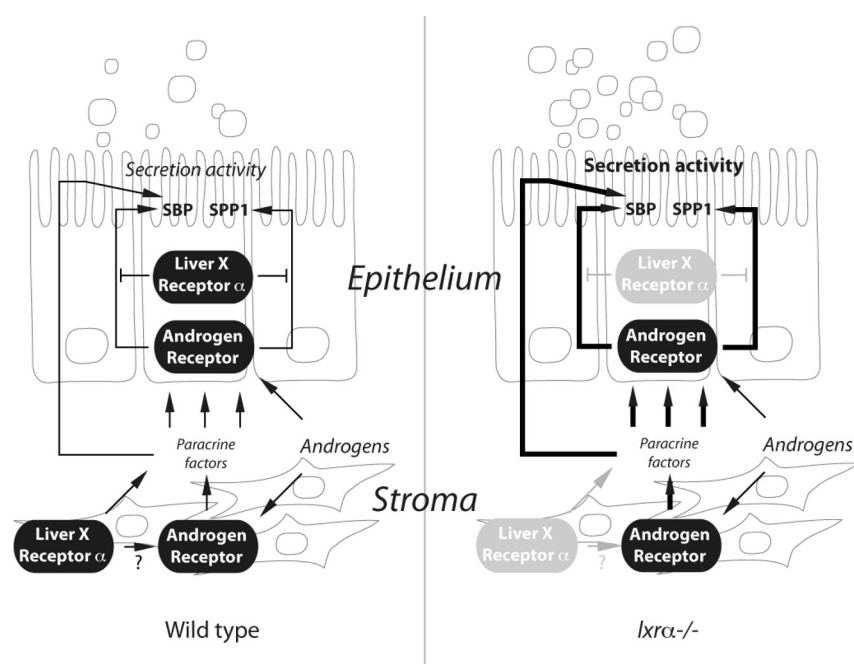 Secretion activity
SBP SPP1
Liver X
Receptor α
Androgen
Receptor
Paracrine
factors
Androgens
Liver X
Receptor α
?
Androgen
Receptor
Wild type
Epithelium
Stroma
Secretion activity
SBP SPP1
Liver X
Receptor α
Androgen
Receptor
Paracrine
factors
Androgens
Liver X
Receptor α
?
Androgen
Receptor
lxrα-/-